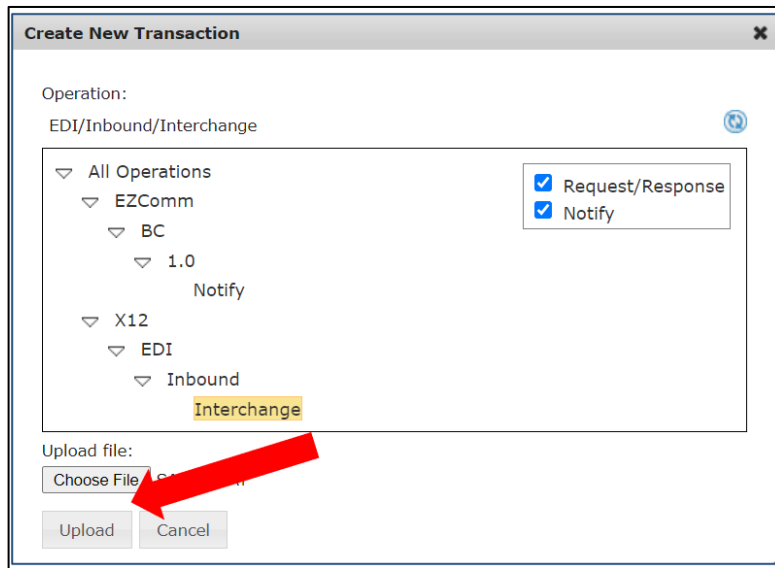 Create New Transaction
Operation:
EDI/Inbound/Interchange
All Operations
Request/Response
EZComm
Notify
BC
1.0
Notify
X12
EDI
Inbound
Interchange
Upload file:
Choose File
Upload Cancel